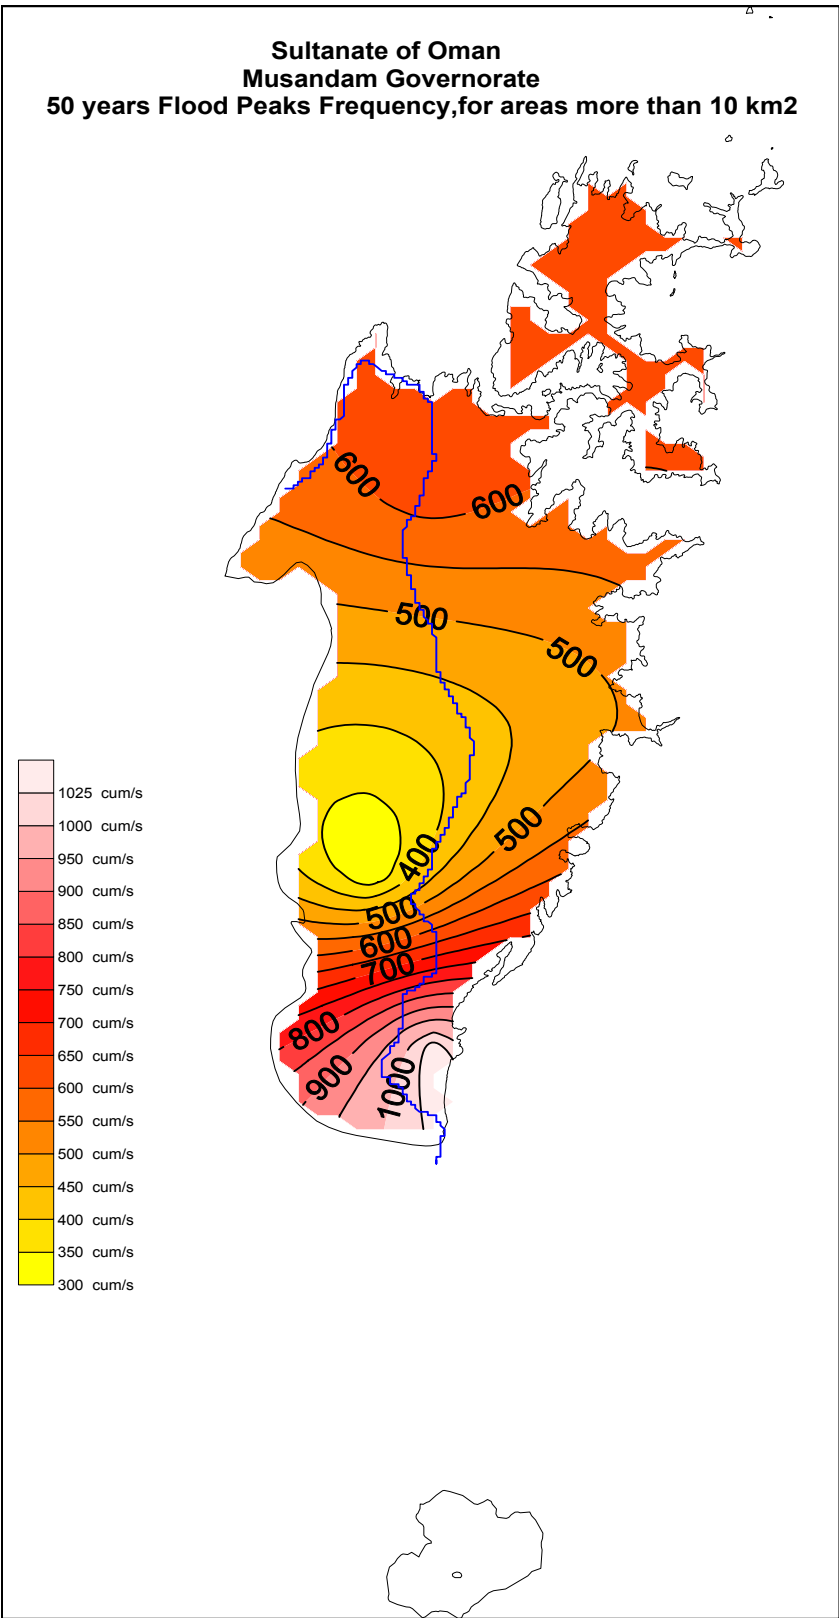 Sultanate of Oman
Musandam Governorate
50 years Flood Peaks Frequency,for areas more than 10 km2
600
600
500
500
500
400
500
600
700
800
900
1000
1025 cum/s
1000 cum/s
950 cum/s
900 cum/s
850 cum/s
800 cum/s
750 cum/s
700 cum/s
650 cum/s
600 cum/s
550 cum/s
500 cum/s
450 cum/s
400 cum/s
350 cum/s
300 cum/s